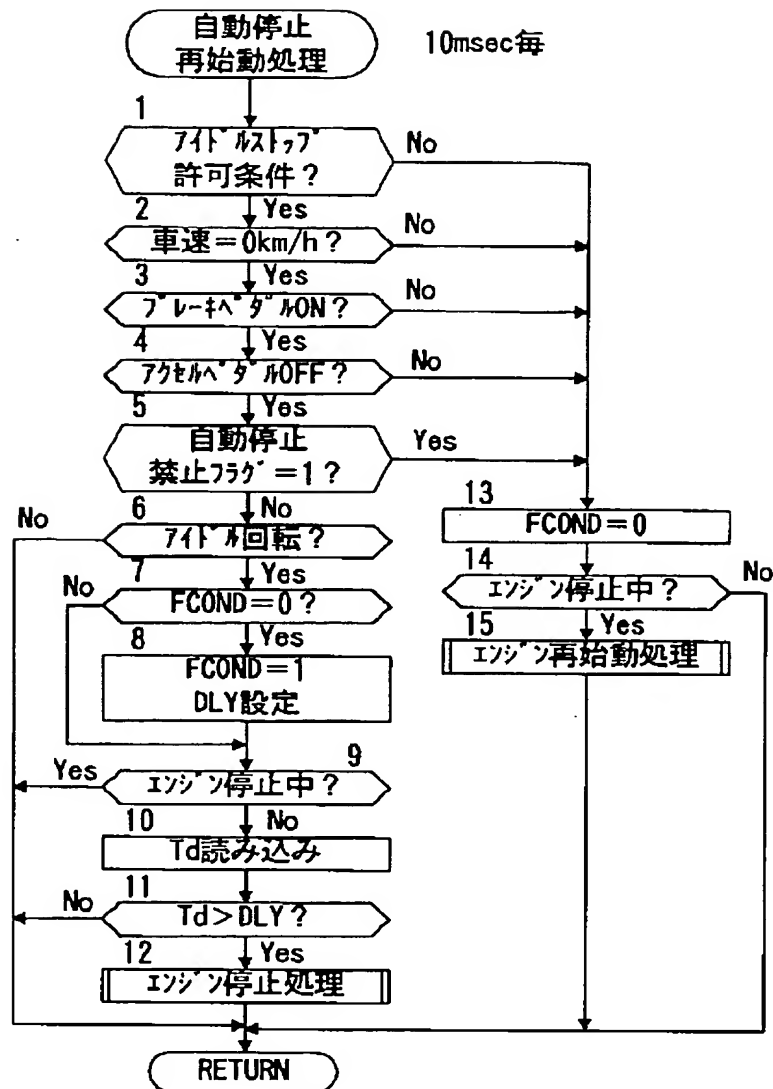 自動停止
再始動処理
10msec毎
1
ｱｲﾄﾞﾙｽﾄｯﾌﾟ
許可条件？
No
2
Yes
車速＝0km/h？
No
3
Yes
ﾌﾞﾚｰｷﾍﾟﾀﾞﾙON？
No
4
Yes
ｱｸｾﾙﾍﾟﾀﾞﾙOFF？
No
5
Yes
自動停止
禁止ﾌﾗｸﾞ＝1？
Yes
6
No
ｱｲﾄﾞﾙ回転？
No
7
Yes
FCOND＝0？
No
8
Yes
FCOND＝1
DLY設定
9
ｴﾝｼﾞﾝ停止中？
Yes
10
No
Td読み込み
11
Td＞DLY？
No
12
Yes
ｴﾝｼﾞﾝ停止処理
13
FCOND＝0
14
ｴﾝｼﾞﾝ停止中？
No
15
Yes
ｴﾝｼﾞﾝ再始動処理
RETURN